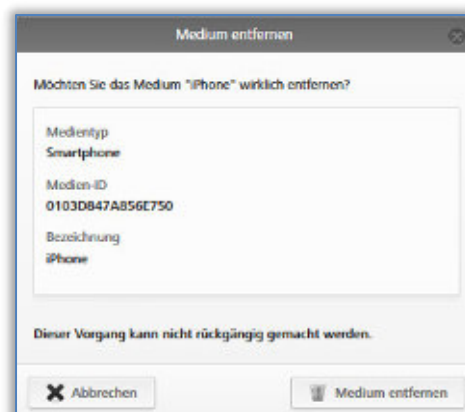 Medium entfernen
Möchten Sie das Medium "iPhone" wirklich entfernen?
Medientyp
Smartphone
Medien-ID
0103D847A856E750
Bezeichnung
iPhone
Dieser Vorgang kann nicht rückgängig gemacht werden.
Abbrechen
Medium entfernen